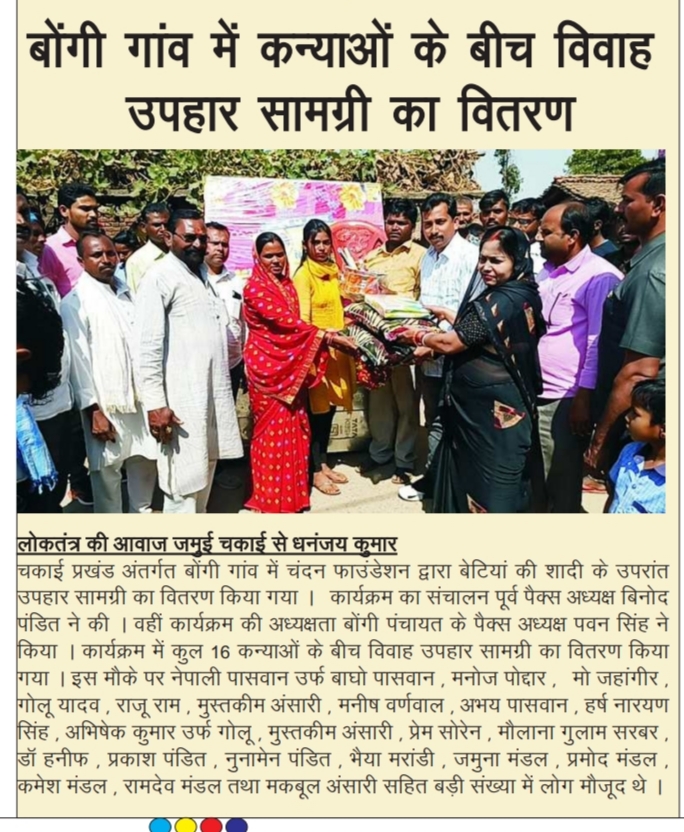 बोंगी गांव में कन्याओं के बीच विवाह
उपहार सामग्री का वितरण
लोकतंत्र की आवाज जमुई चकाई से धनंजय कुमार
चकाई प्रखंड अंतर्गत बोंगी गांव में चंदन फाउंडेशन द्वारा बेटियां की शादी के उपरांत
उपहार सामग्री का वितरण किया गया । कार्यक्रम का संचालन पूर्व पैक्स अध्यक्ष बिनोद
पंडित ने की । वहीं कार्यक्रम की अध्यक्षता बोंगी पंचायत के पैक्स अध्यक्ष पवन सिंह ने
किया । कार्यक्रम में कुल 16 कन्याओं के बीच विवाह उपहार सामग्री का वितरण किया
गया । इस मौके पर नेपाली पासवान उर्फ बाघो पासवान , मनोज पोद्दार , मो जहांगीर ,
गोलू यादव , राजू राम , मुस्तकीम अंसारी , मनीष वर्णवाल , अभय पासवान , हर्ष नारयण
सिंह , अभिषेक कुमार उर्फ गोलू , मुस्तकीम अंसारी , प्रेम सोरेन , मौलाना गुलाम सरबर ,
डॉ हनीफ , प्रकाश पंडित , नुनामेन पंडित , भैया मरांडी , जमुना मंडल , प्रमोद मंडल ,
कमेश मंडल , रामदेव मंडल तथा मकबूल अंसारी सहित बड़ी संख्या में लोग मौजूद थे ।